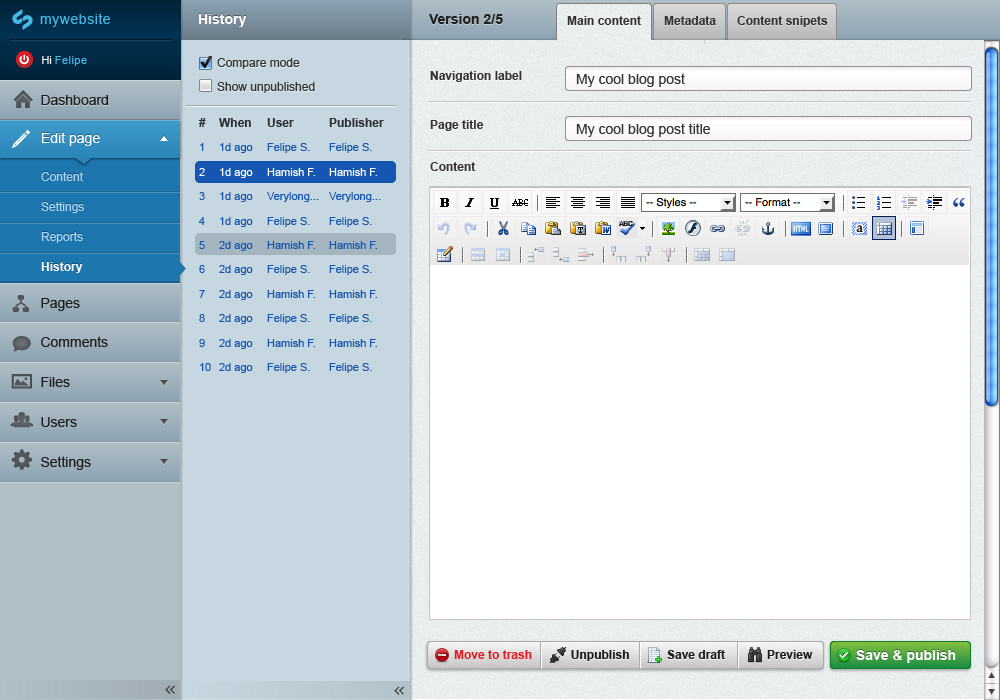 mywebsite
Hi Felipe
Dashboard
Edit page
Content
Settings
Reports
History
Pages
Comments
Files
Users
Settings
«
History
Compare mode
Show unpublished
# When User Publisher
1 1d ago Felipe S. Felipe S.
2 1d ago Hamish F. Hamish F.
3 1d ago Verylong... Verylong...
4 1d ago Felipe S. Felipe S.
5 2d ago Hamish F. Hamish F.
6 2d ago Felipe S. Felipe S.
7 2d ago Hamish F. Hamish F.
8 2d ago Felipe S. Felipe S.
9 2d ago Hamish F. Hamish F.
10 2d ago Felipe S. Felipe S.
«
Version 2/5 Main content Metadata Content snipets
Navigation label My cool blog post
Page title My cool blog post title
Content
B I U ABC -- Styles -- -- Format --
ABC HTML
Move to trash Unpublish Save draft Preview Save & publish